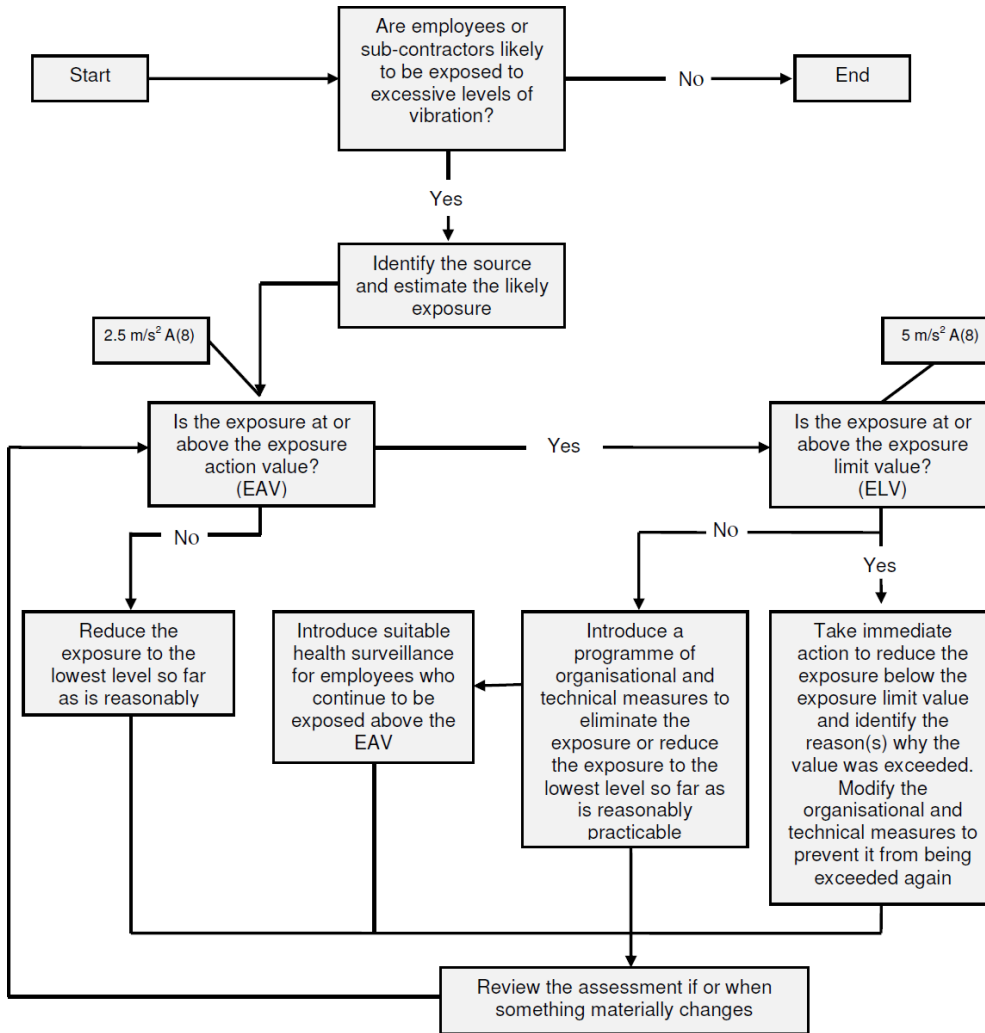 Are employees or
sub-contractors likely
to be exposed to
excessive levels of
vibration?
Start
No
End
Yes
Identify the source
and estimate the likely
exposure
2.5 m/s² A(8)
5 m/s² A(8)
Is the exposure at or
above the exposure
action value?
(EAV)
Yes
Is the exposure at or
above the exposure
limit value?
(ELV)
No
No
Yes
Reduce the
exposure to the
lowest level so far
as is reasonably
Introduce suitable
health surveillance
for employees who
continue to be
exposed above the
EAV
Introduce a
programme of
organisational and
technical measures to
eliminate the
exposure or reduce
the exposure to the
lowest level so far as
is reasonably
practicable
Take immediate
action to reduce the
exposure below the
exposure limit value
and identify the
reason(s) why the
value was exceeded.
Modify the
organisational and
technical measures to
prevent it from being
exceeded again
Review the assessment if or when
something materially changes